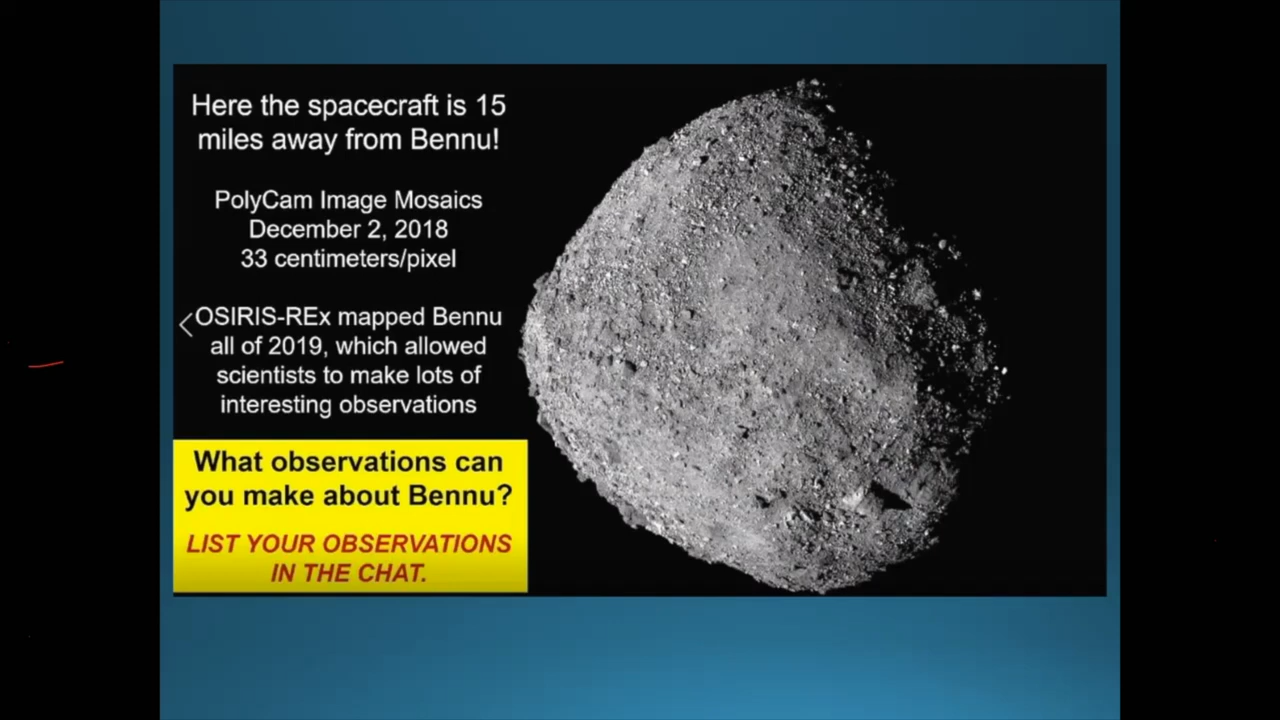 Here the spacecraft is 15
miles away from Bennu!
PolyCam Image Mosaics
December 2, 2018
33 centimeters/pixel
OSIRIS-REx mapped Bennu
all of 2019, which allowed
scientists to make lots of
interesting observations
What observations can
you make about Bennu?
LIST YOUR OBSERVATIONS
IN THE CHAT.